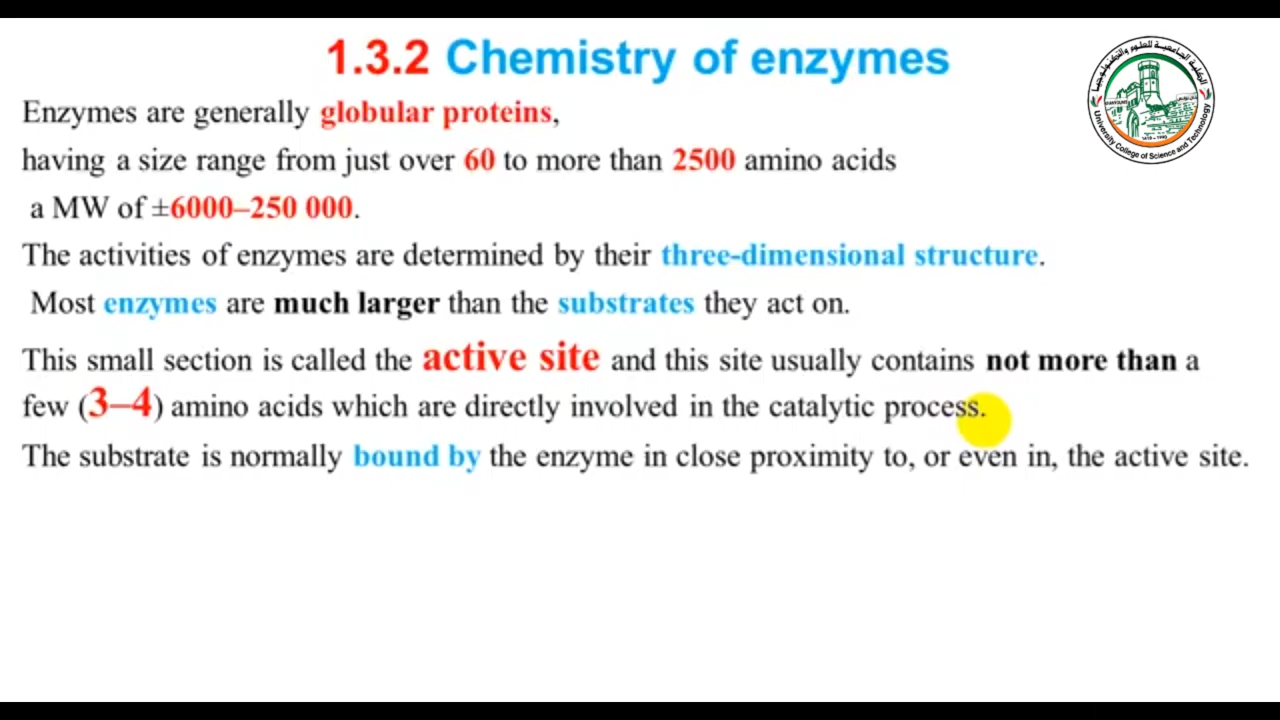 1.3.2 Chemistry of enzymes
Enzymes are generally globular proteins,
having a size range from just over 60 to more than 2500 amino acids
a MW of ±6000–250 000.
The activities of enzymes are determined by their three-dimensional structure.
Most enzymes are much larger than the substrates they act on.
This small section is called the active site and this site usually contains not more than a
few (3–4) amino acids which are directly involved in the catalytic process.
The substrate is normally bound by the enzyme in close proximity to, or even in, the active site.
University College of Science and Technology